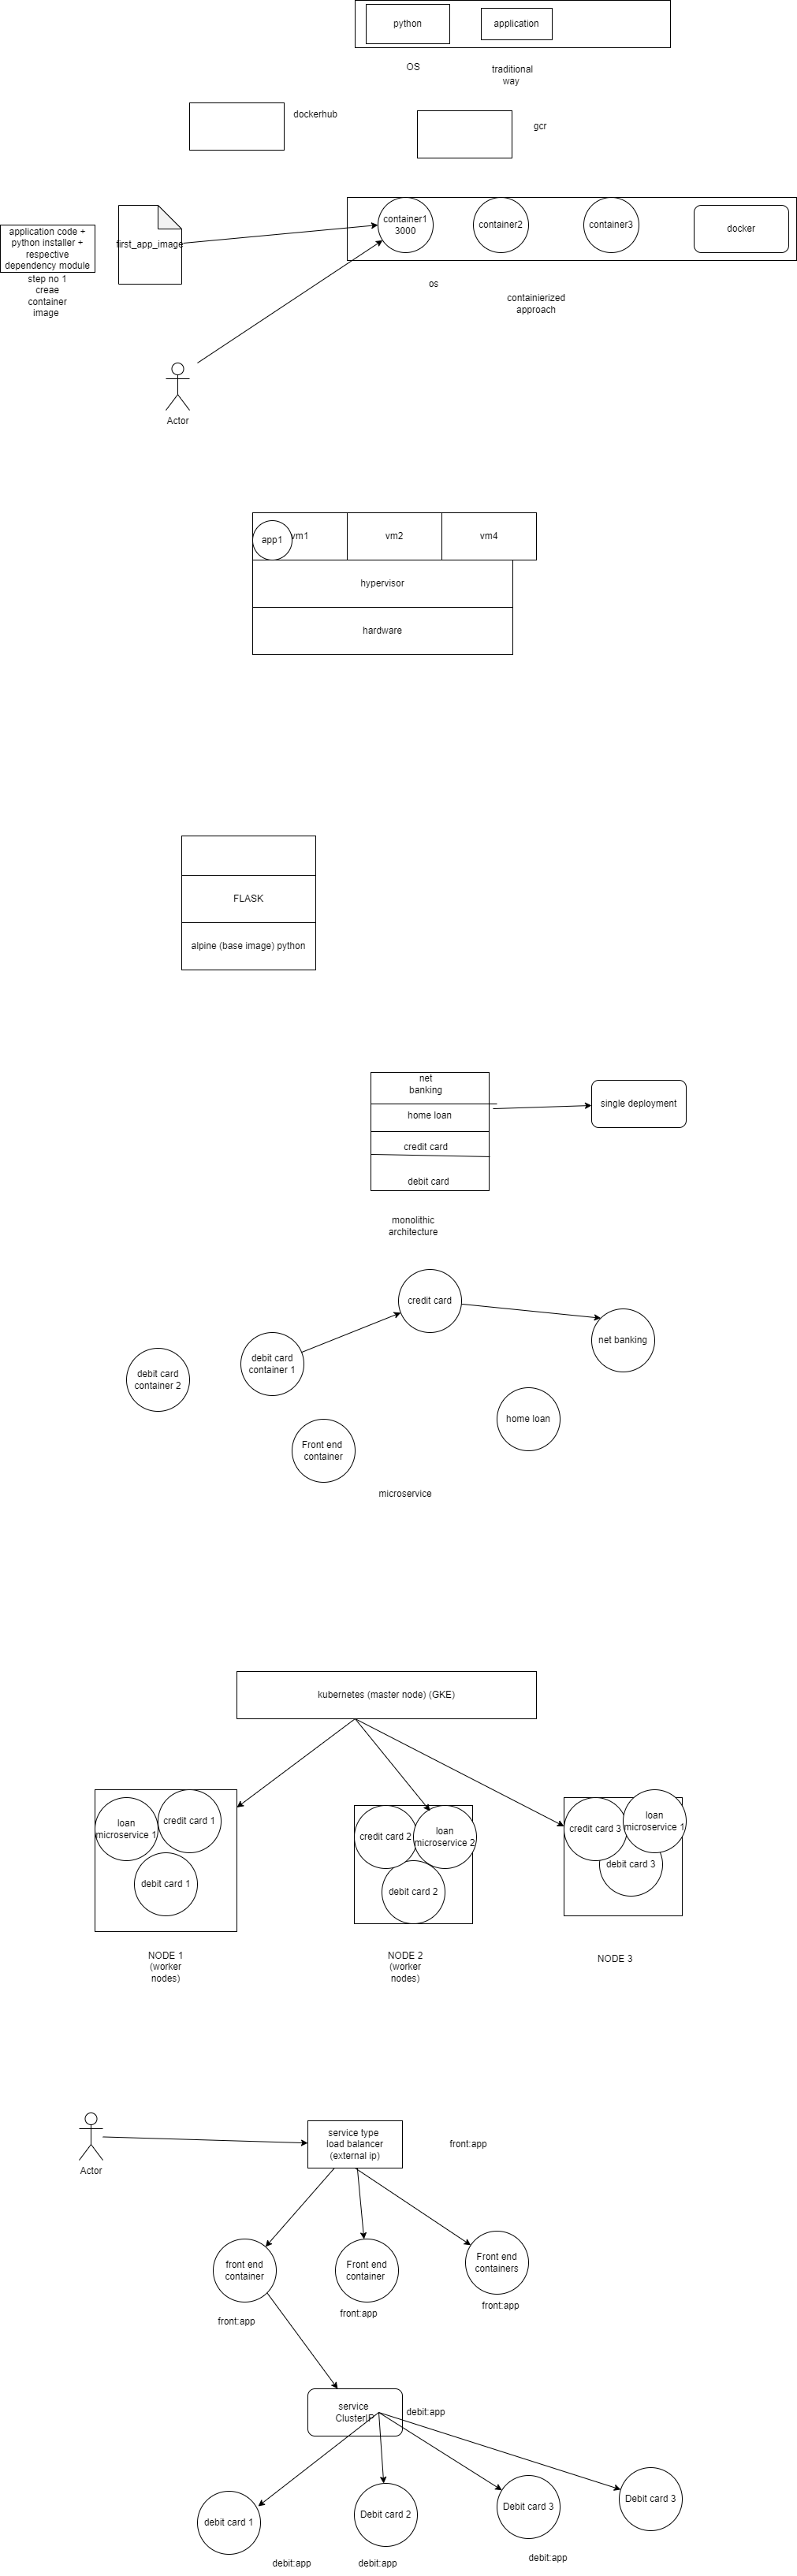 python
application
OS
traditional
way
dockerhub
gcr
application code +
python installer +
respective
dependency module
step no 1
creae
container
image
first_app_image
container1
3000
container2
container3
docker
os
containierized
approach
Actor
app1
vm1
vm2
vm4
hypervisor
hardware
FLASK
alpine (base image) python
net
banking
home loan
credit card
debit card
single deployment
monolithic
architecture
credit card
net banking
debit card
container 1
debit card
container 2
home loan
Front end
container
microservice
kubernetes (master node) (GKE)
loan
microservice 1
credit card 1
debit card 1
credit card 2
loan
microservice 2
debit card 2
credit card 3
loan
microservice 1
debit card 3
NODE 1
(worker
nodes)
NODE 2
(worker
nodes)
NODE 3
Actor
service type
load balancer
(external ip)
front:app
front end
container
Front end
container
Front end
containers
front:app
front:app
front:app
service
ClusterIP
debit:app
debit card 1
Debit card 2
Debit card 3
Debit card 3
debit:app
debit:app
debit:app